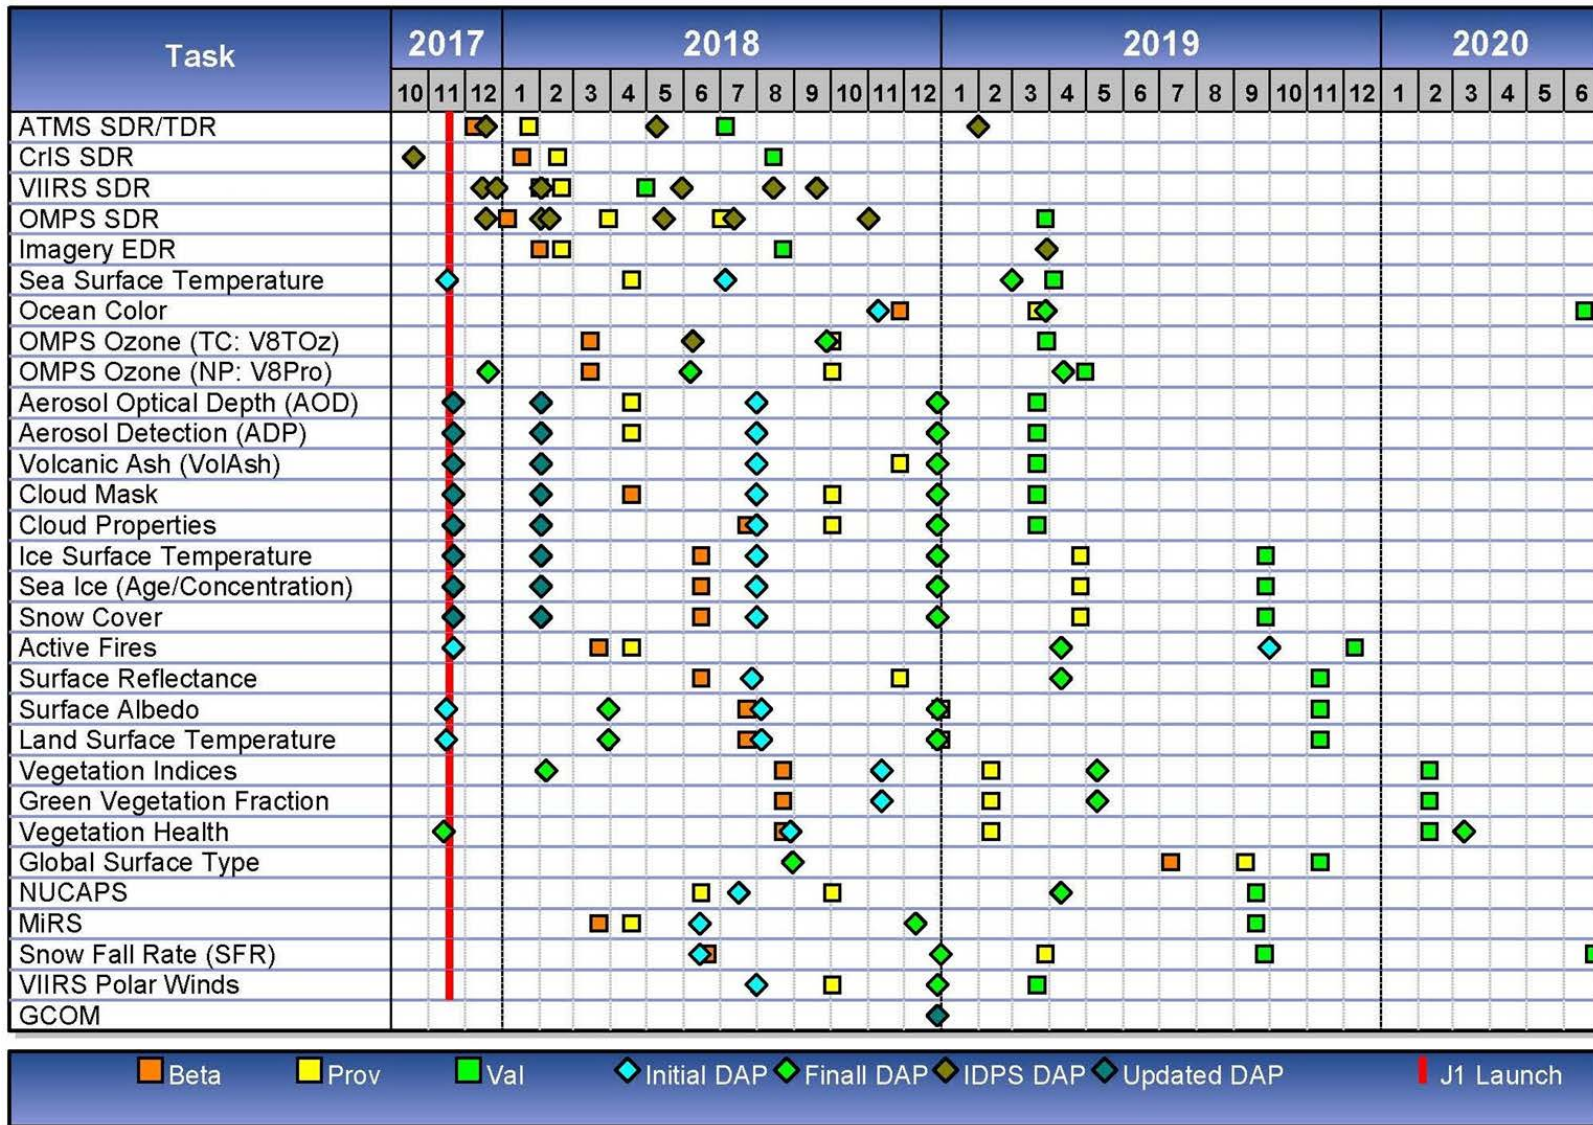 Task 2017 2018 2019 2020
10 11 12 1 2 3 4 5 6 7 8 9 10 11 12 1 2 3 4 5 6 7 8 9 10 11 12 1 2 3 4 5 6
ATMS SDR/TDR
CrIS SDR
VIIRS SDR
OMPS SDR
Imagery EDR
Sea Surface Temperature
Ocean Color
OMPS Ozone (TC: V8TOz)
OMPS Ozone (NP: V8Pro)
Aerosol Optical Depth (AOD)
Aerosol Detection (ADP)
Volcanic Ash (VolAsh)
Cloud Mask
Cloud Properties
Ice Surface Temperature
Sea Ice (Age/Concentration)
Snow Cover
Active Fires
Surface Reflectance
Surface Albedo
Land Surface Temperature
Vegetation Indices
Green Vegetation Fraction
Vegetation Health
Global Surface Type
NUCAPS
MiRS
Snow Fall Rate (SFR)
VIIRS Polar Winds
GCOM
Beta Prov Val Initial DAP Finall DAP IDPS DAP Updated DAP J1 Launch